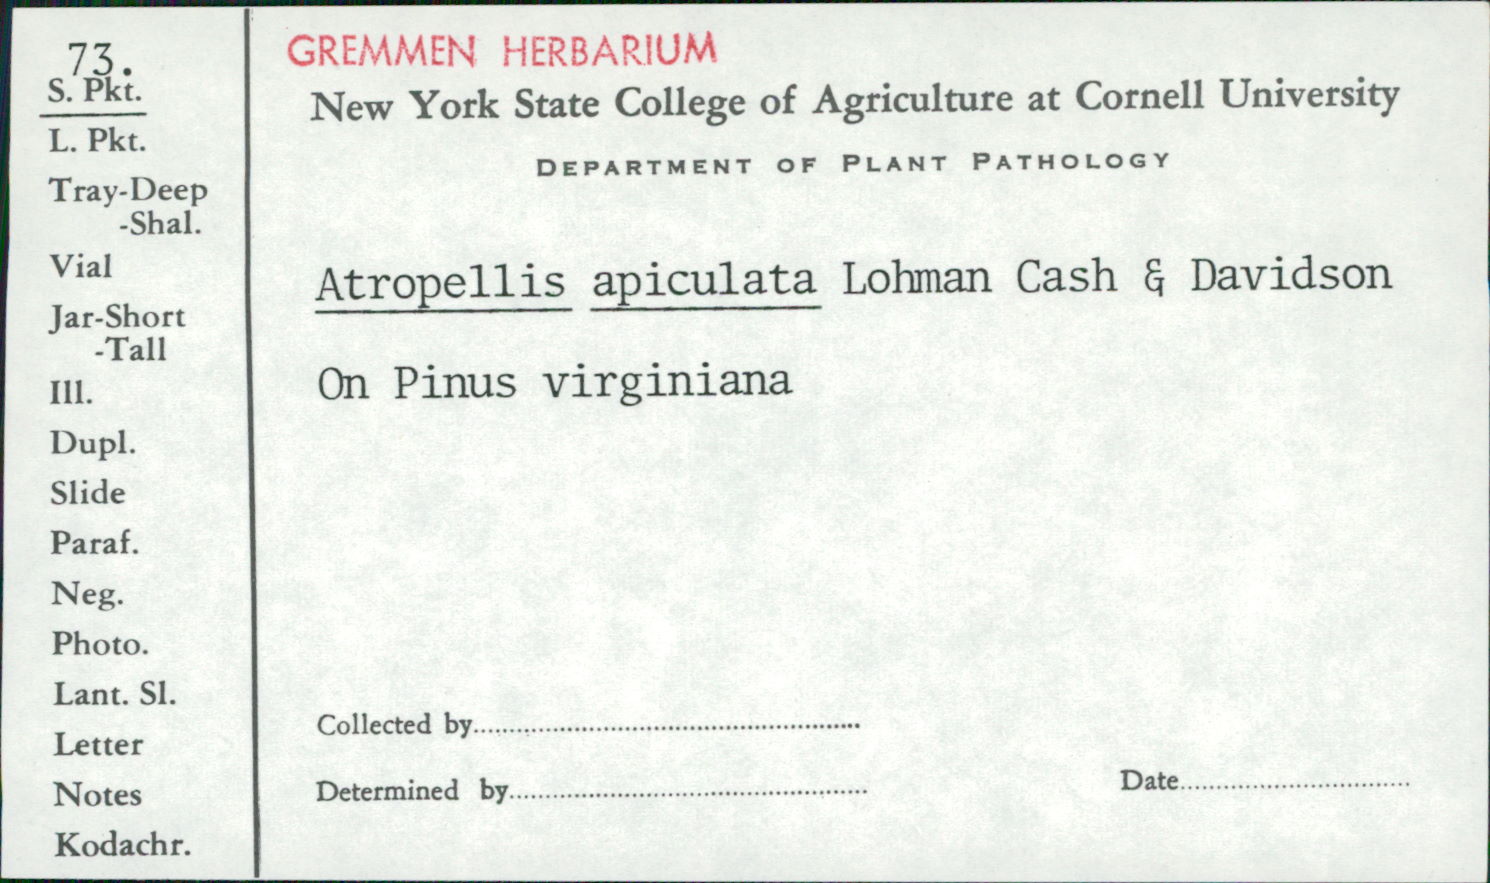 73.
S. Pkt.
L. Pkt.
Tray-Deep
-Shal.
Vial
Jar-Short
-Tall
Ill.
Dupl.
Slide
Paraf.
Neg.
Photo.
Lant. Sl.
Letter
Notes
Kodachr.
GREMMEN HERBARIUM
New York State College of Agriculture at Cornell University
DEPARTMENT OF PLANT PATHOLOGY
Atropellis apiculata Lohman Cash & Davidson
On Pinus virginiana
Collected by
Determined by
Date